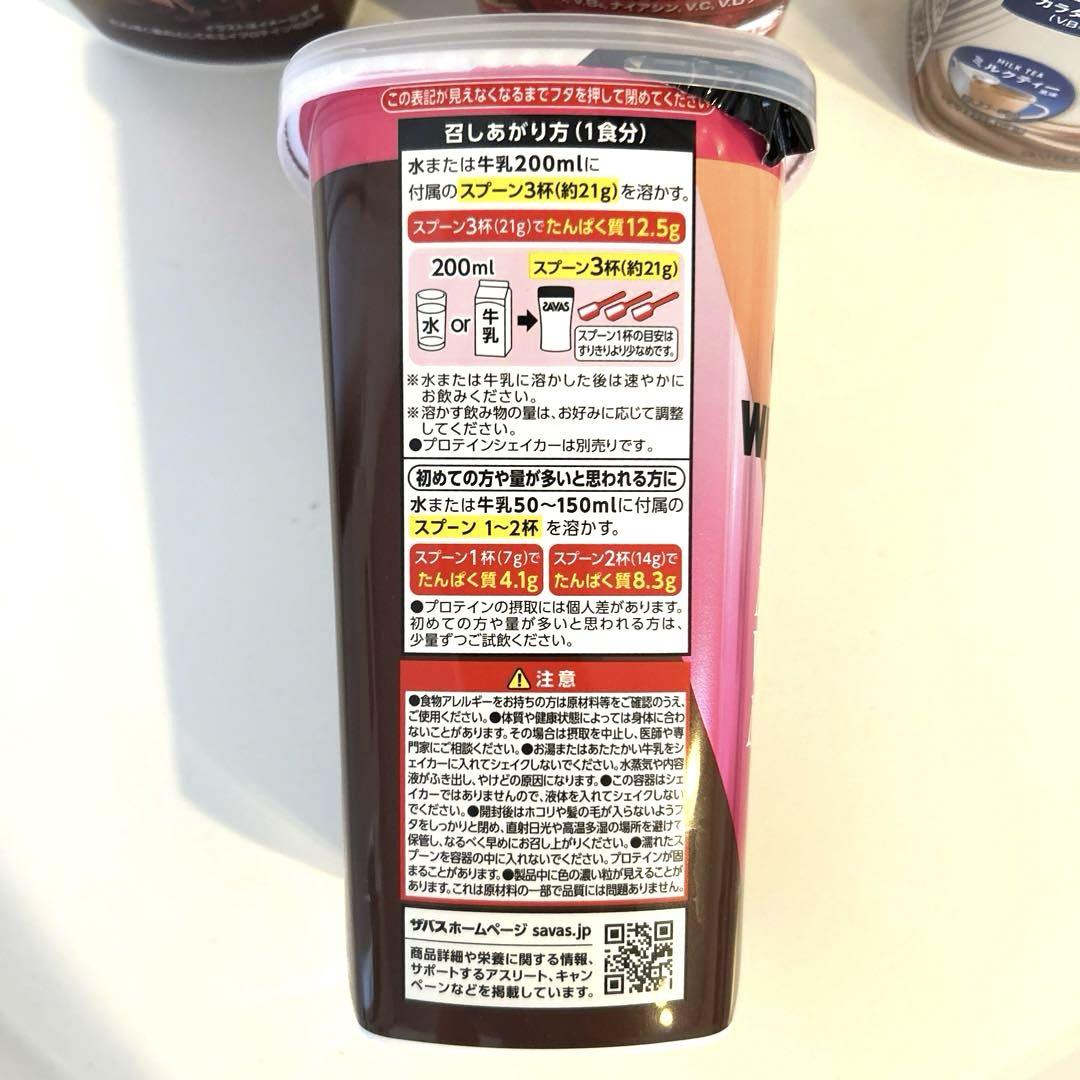 V.B₆、ナイアシン、V.C、V.D
MILK TEA
ミルクティー
風味
この表記が見えなくなるまでフタを押して閉めてください
召しあがり方（1食分）
水または牛乳200mlに
付属のスプーン3杯(約21g)を溶かす。
スプーン3杯(21g)でたんぱく質12.5g
200ml
スプーン3杯(約21g)
水
or
牛乳
SAVAS
スプーン1杯の目安は
すりきりより少なめです。
※水または牛乳に溶かした後は速やかに
お飲みください。
※溶かす飲み物の量は、お好みに応じて調整
してください。
●プロテインシェイカーは別売りです。
初めての方や量が多いと思われる方に
水または牛乳50〜150mlに付属の
スプーン 1〜2杯 を溶かす。
スプーン1杯(7g)で
たんぱく質4.1g
スプーン2杯(14g)で
たんぱく質8.3g
●プロテインの摂取には個人差があります。
初めての方や量が多いと思われる方は、
少量ずつご試飲ください。
注意
●食物アレルギーをお持ちの方は原材料等をご確認のうえ、
ご使用ください。●体質や健康状態によっては身体に合わ
ないことがあります。その場合は摂取を中止し、医師や専
門家にご相談ください。●お湯またはあたたかい牛乳をシ
ェイカーに入れてシェイクしないでください。水蒸気や内容
液がふき出し、やけどの原因になります。●この容器はシェ
イカーではありませんので、液体を入れてシェイクしない
でください。●開封後はホコリや髪の毛が入らないようフ
タをしっかりと閉め、直射日光や高温多湿の場所を避けて
保管し、なるべく早めにお召し上がりください。●濡れたス
プーンを容器の中に入れないでください。プロテインが固
まることがあります。●製品中に色の濃い粒が見えることが
あります。これは原材料の一部で品質には問題ありません。
ザバスホームページ savas.jp
商品詳細や栄養に関する情報、
サポートするアスリート、キャン
ペーンなどを掲載しています。